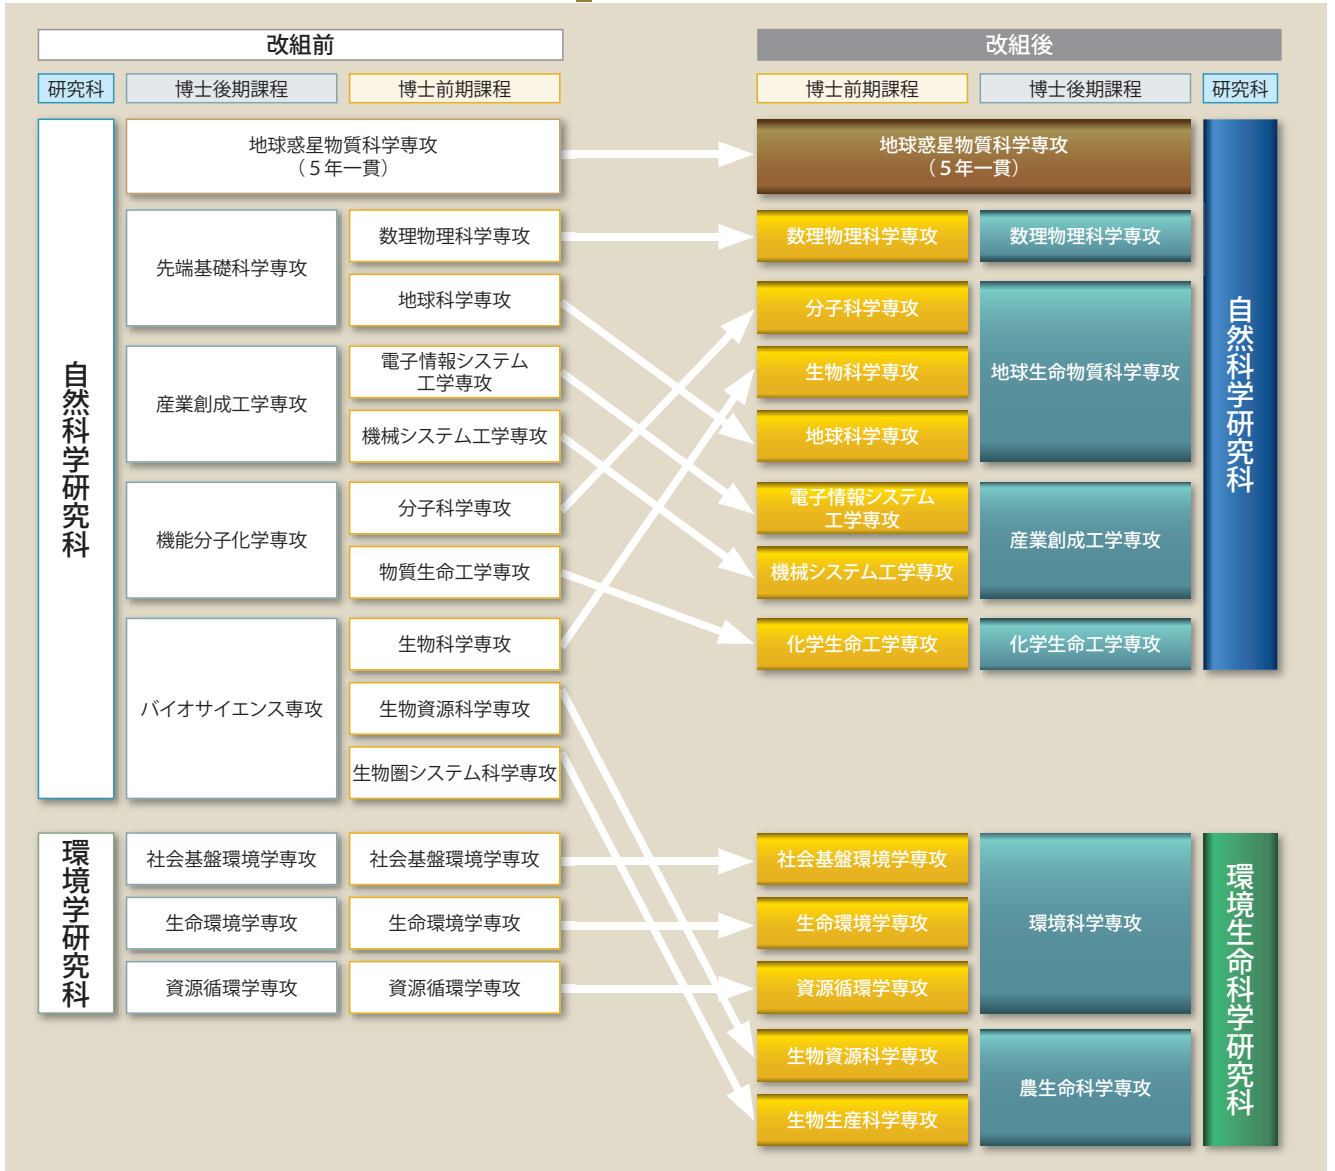 改組前
研究科
博士後期課程
博士前期課程
自然科学研究科
地球惑星物質科学専攻
（５年一貫）
先端基礎科学専攻
数理物理科学専攻
地球科学専攻
産業創成工学専攻
電子情報システム
工学専攻
機械システム工学専攻
機能分子化学専攻
分子科学専攻
物質生命工学専攻
バイオサイエンス専攻
生物科学専攻
生物資源科学専攻
生物圏システム科学専攻
環境学研究科
社会基盤環境学専攻
社会基盤環境学専攻
生命環境学専攻
生命環境学専攻
資源循環学専攻
資源循環学専攻
改組後
博士前期課程
博士後期課程
研究科
地球惑星物質科学専攻
（５年一貫）
数理物理科学専攻
数理物理科学専攻
分子科学専攻
生物科学専攻
地球科学専攻
地球生命物質科学専攻
電子情報システム
工学専攻
機械システム工学専攻
産業創成工学専攻
化学生命工学専攻
化学生命工学専攻
自然科学研究科
社会基盤環境学専攻
生命環境学専攻
資源循環学専攻
環境科学専攻
生物資源科学専攻
生物生産科学専攻
農生命科学専攻
環境生命科学研究科